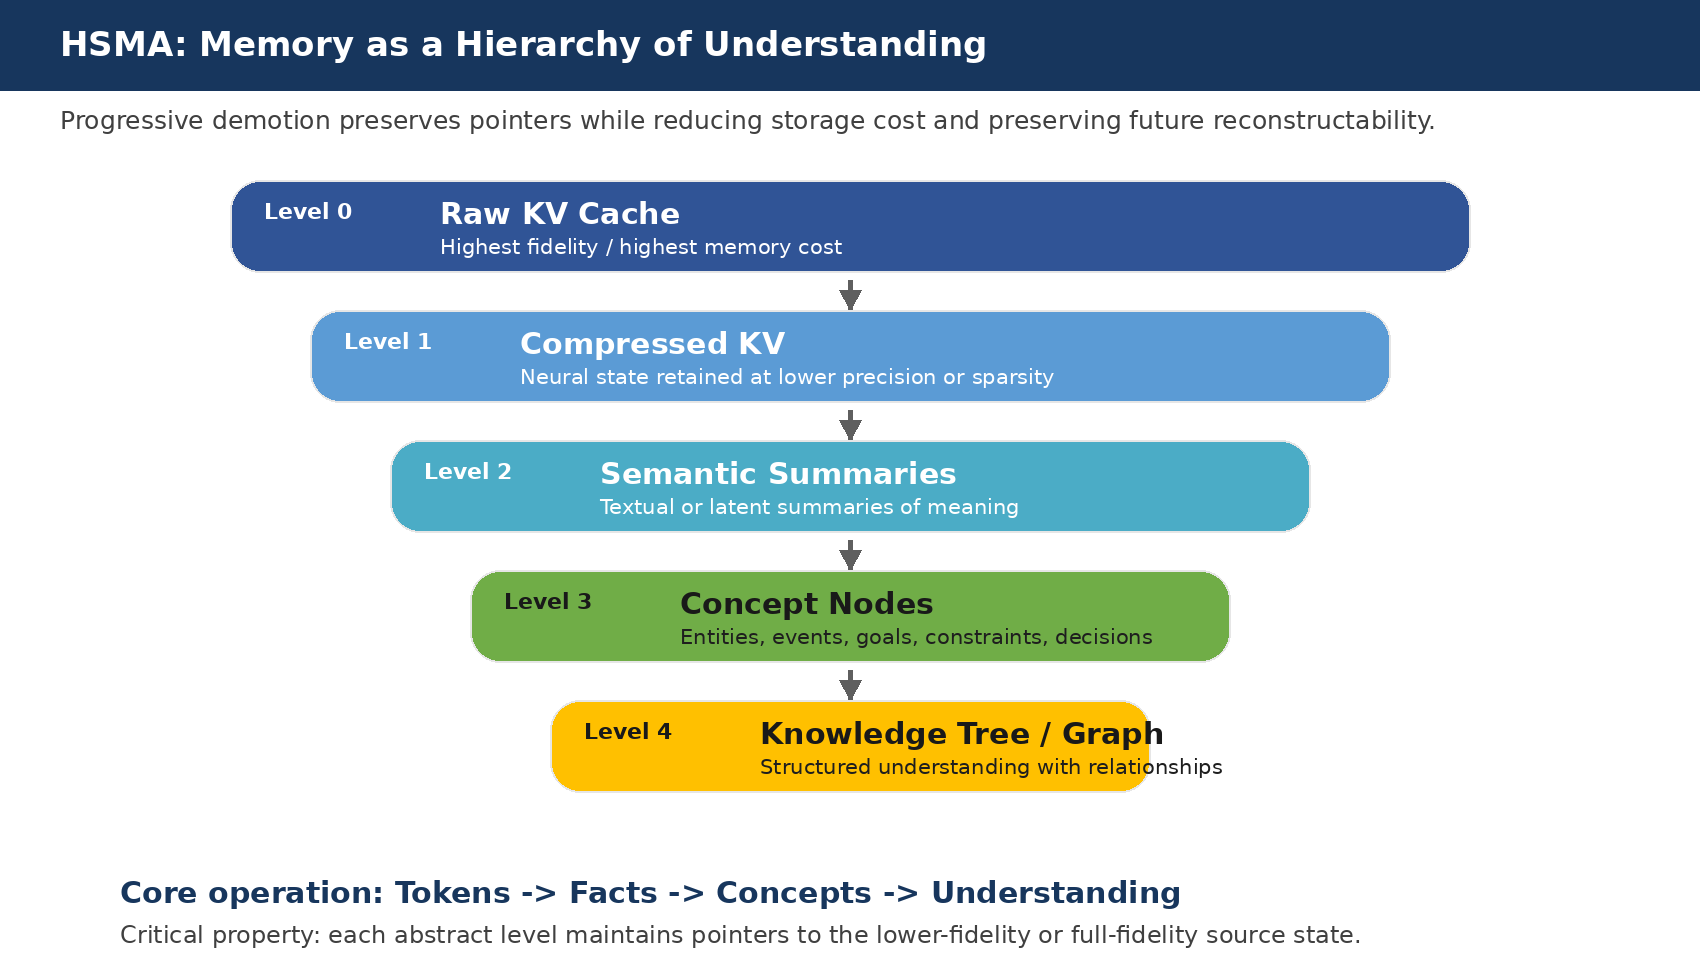 HSMA: Memory as a Hierarchy of Understanding
Progressive demotion preserves pointers while reducing storage cost and preserving future reconstructability.
Level 0
Raw KV Cache
Highest fidelity / highest memory cost
Level 1
Compressed KV
Neural state retained at lower precision or sparsity
Level 2
Semantic Summaries
Textual or latent summaries of meaning
Level 3
Concept Nodes
Entities, events, goals, constraints, decisions
Level 4
Knowledge Tree / Graph
Structured understanding with relationships
Core operation: Tokens -> Facts -> Concepts -> Understanding
Critical property: each abstract level maintains pointers to the lower-fidelity or full-fidelity source state.